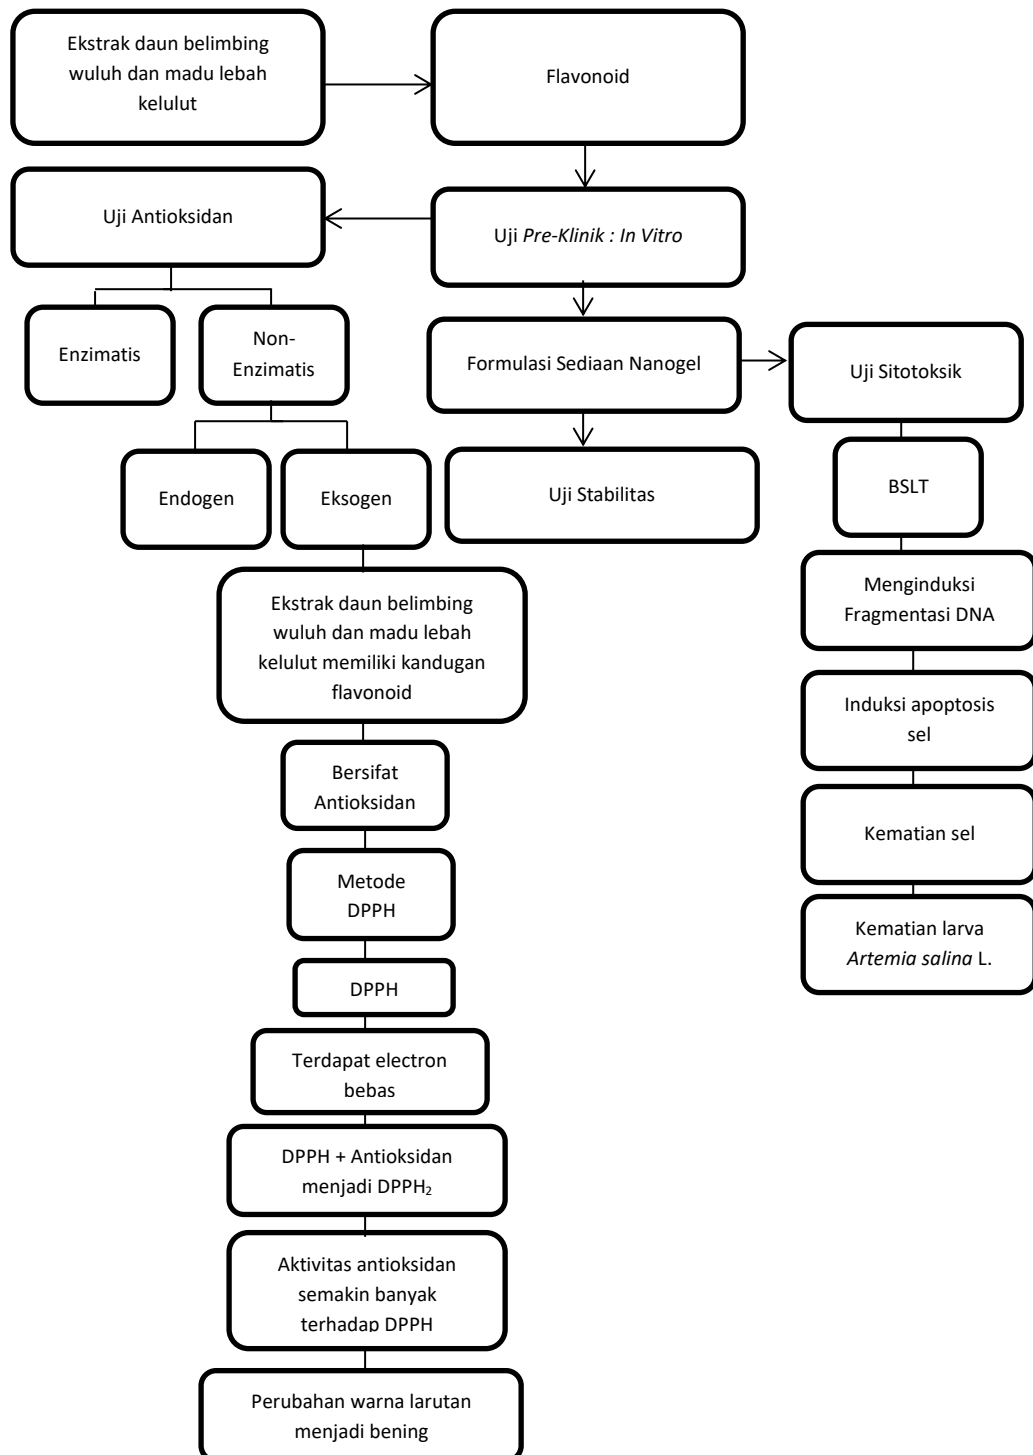 Ekstrak daun belimbing
wuluh dan madu lebah
kelulut
Flavonoid
Uji Antioksidan
Uji Pre-Klinik : In Vitro
Enzimatis
Non-
Enzimatis
Formulasi Sediaan Nanogel
Uji Sitotoksik
Endogen
Eksogen
Uji Stabilitas
BSLT
Menginduksi
Fragmentasi DNA
Ekstrak daun belimbing
wuluh dan madu lebah
kelulut memiliki kandugan
flavonoid
Induksi apoptosis
sel
Bersifat
Antioksidan
Kematian sel
Metode
DPPH
Kematian larva
Artemia salina L.
DPPH
Terdapat electron
bebas
DPPH + Antioksidan
menjadi DPPH₂
Aktivitas antioksidan
semakin banyak
terhadap DPPH
Perubahan warna larutan
menjadi bening